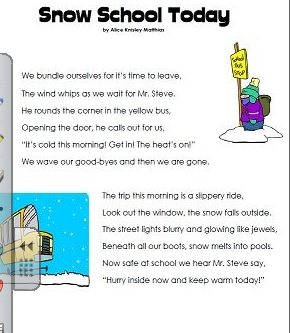 Snow School Today
by Alice Knisley Matthias
School
BUS
STOP
We bundle ourselves for it's time to leave,
The wind whips as we wait for Mr. Steve.
He rounds the corner in the yellow bus,
Opening the door, he calls out for us,
"It's cold this morning! Get in! The heat's on!"
We wave our good-byes and then we are gone.
The trip this morning is a slippery ride,
Look out the window, the snow falls outside.
The street lights blurry and glowing like jewels,
Beneath all our boots, snow melts into pools.
Now safe at school we hear Mr. Steve say,
"Hurry inside now and keep warm today!"